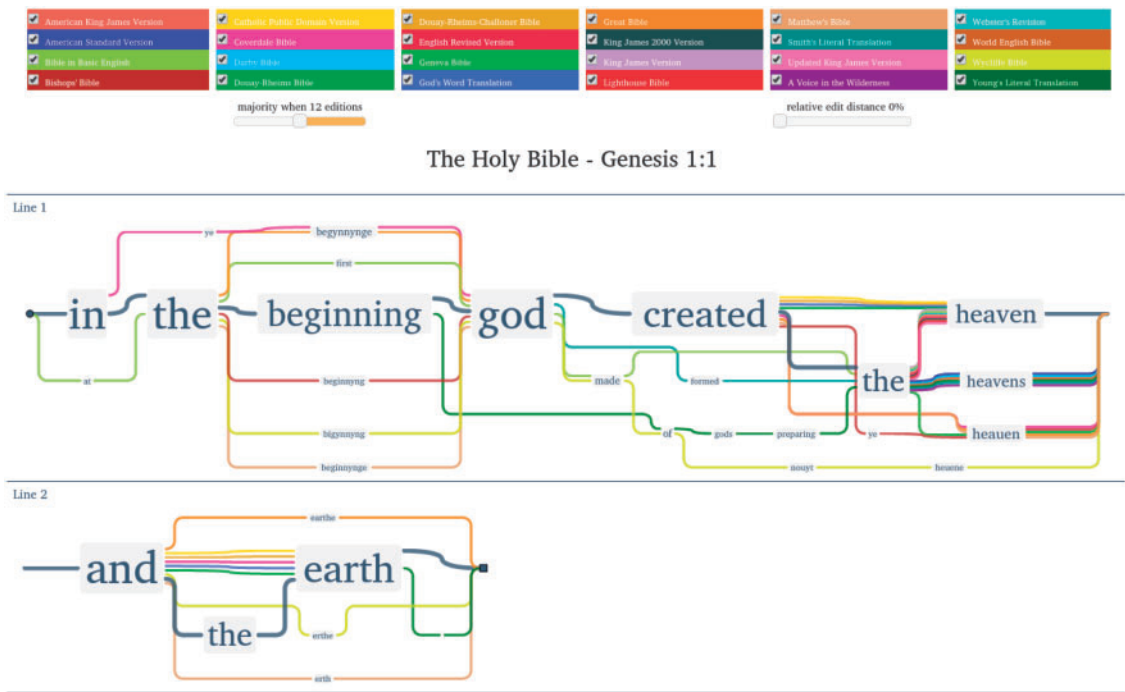 American King James Version Catholic Public Domain Version Douay-Rheims-Challoner Bible Great Bible Matthew's Bible Webster's Revision
American Standard Version Coverdale Bible English Revised Version King James 2000 Version Smith's Literal Translation World English Bible
Bible in Basic English Darby Bible Geneva Bible King James Version Updated King James Version Wycliffe Bible
Bishops' Bible Douay-Rheims Bible God's Word Translation Lighthouse Bible A Voice in the Wilderness Young's Literal Translation
majority when 12 editions relative edit distance 0%
The Holy Bible - Genesis 1:1
Line 1
ye begynnynge
first
in the beginning god created heaven
at beginnyng made formed the heavens
bigynnyng of gods preparing ye heauen
beginnynge nouyt heuene
Line 2
earthe
and earth
the erthe
erth